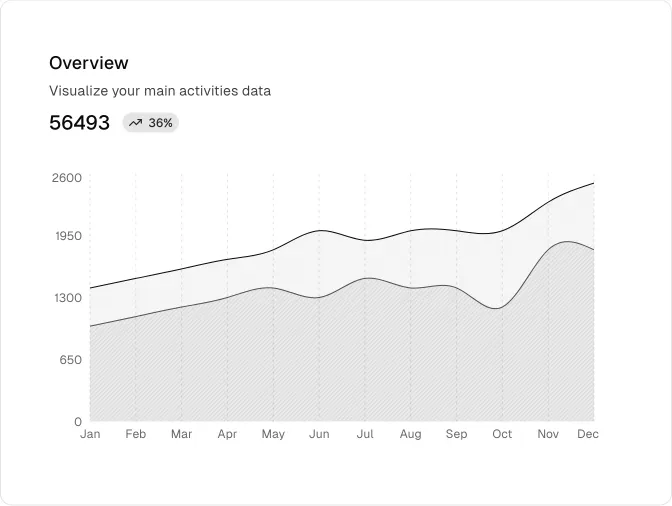 Overview
Visualize your main activities data
56493 36%
2600
1950
1300
650
0
Jan Feb Mar Apr May Jun Jul Aug Sep Oct Nov Dec